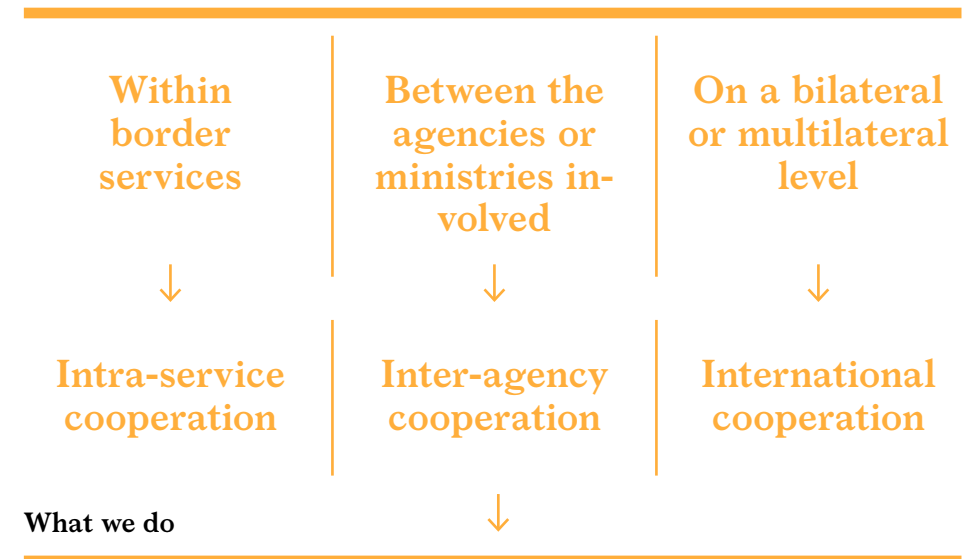 Within
border
services
Between the
agencies or
ministries in-
volved
On a bilateral
or multilateral
level
↓
↓
↓
Intra-service
cooperation
Inter-agency
cooperation
International
cooperation
What we do
↓